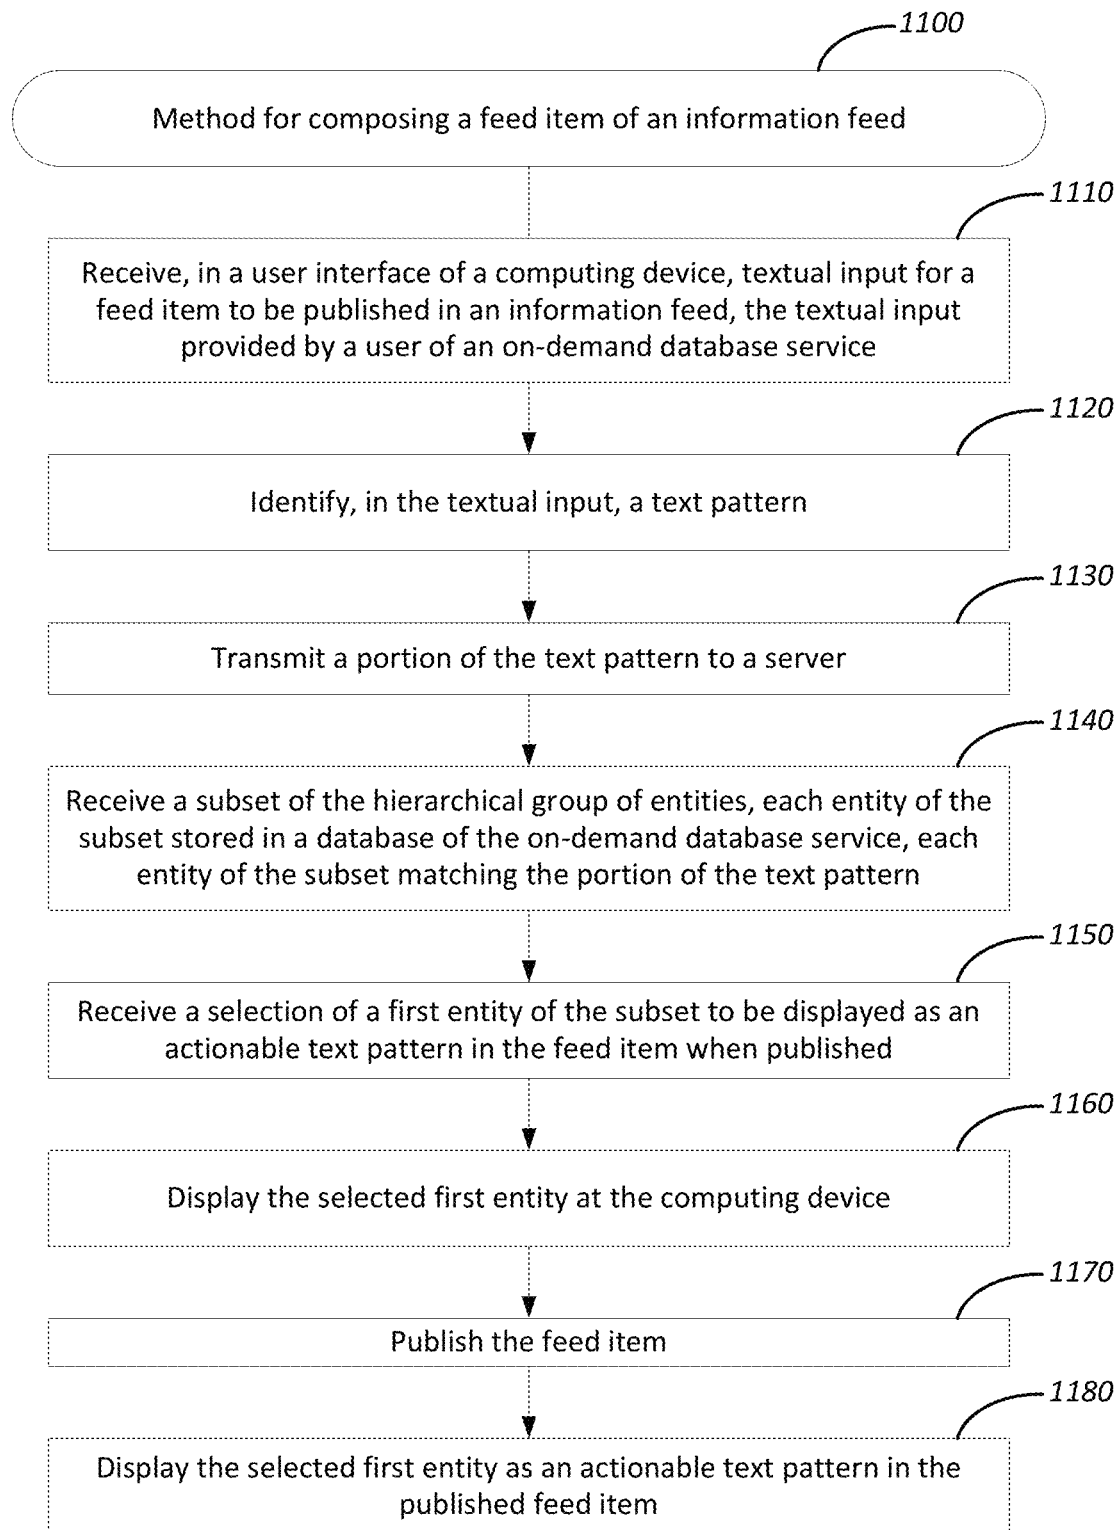 1100
Method for composing a feed item of an information feed
1110
Receive, in a user interface of a computing device, textual input for a
feed item to be published in an information feed, the textual input
provided by a user of an on-demand database service
1120
Identify, in the textual input, a text pattern
1130
Transmit a portion of the text pattern to a server
1140
Receive a subset of the hierarchical group of entities, each entity of the
subset stored in a database of the on-demand database service, each
entity of the subset matching the portion of the text pattern
1150
Receive a selection of a first entity of the subset to be displayed as an
actionable text pattern in the feed item when published
1160
Display the selected first entity at the computing device
1170
Publish the feed item
1180
Display the selected first entity as an actionable text pattern in the
published feed item